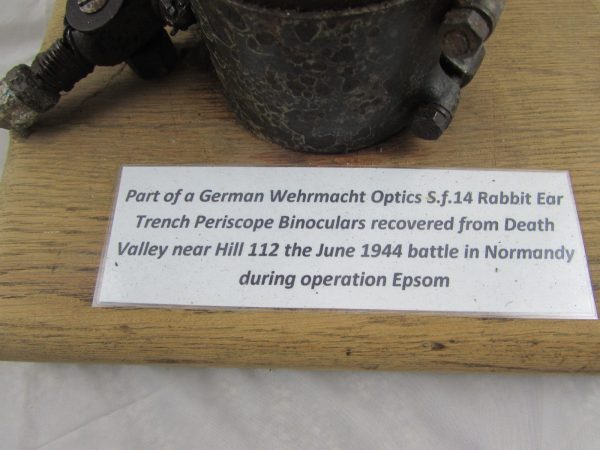 Part of a German Wehrmacht Optics S.f.14 Rabbit Ear
Trench Periscope Binoculars recovered from Death
Valley near Hill 112 the June 1944 battle in Normandy
during operation Epsom